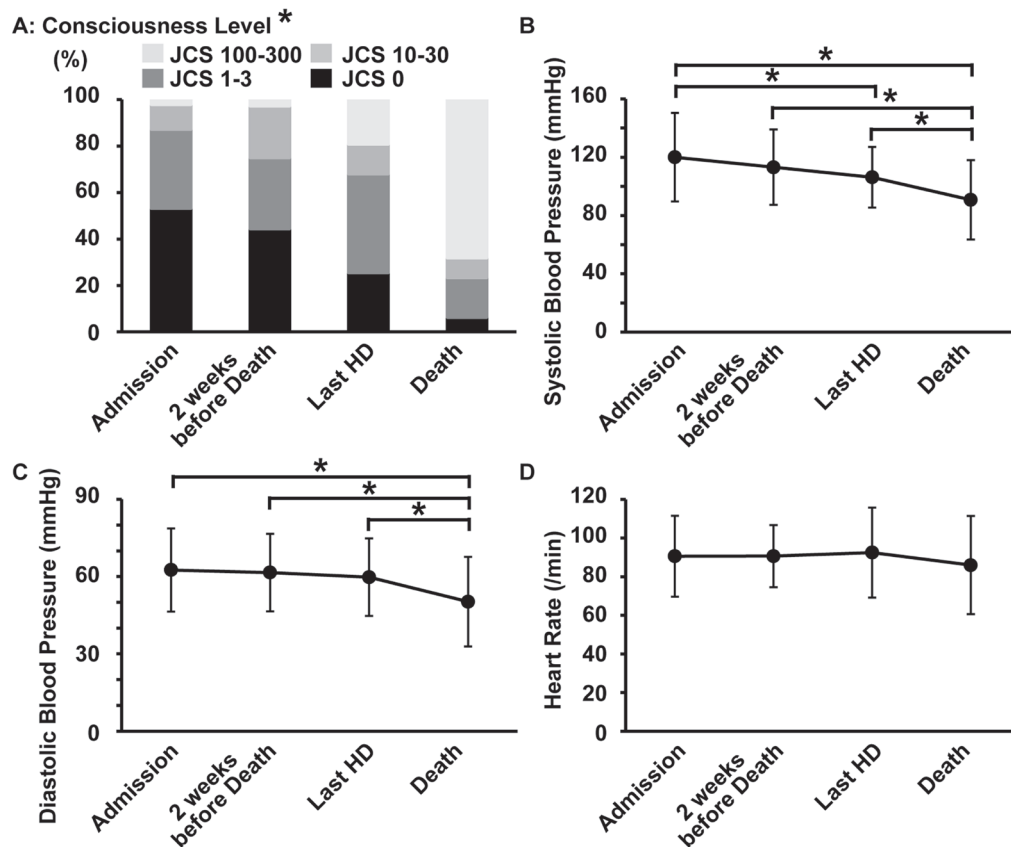 A: Consciousness Level *
(%)
JCS 100-300
JCS 10-30
JCS 1-3
JCS 0
100
80
60
40
20
0
Admission
2 weeks
before Death
Last HD
Death
B
Systolic Blood Pressure (mmHg)
160
120
80
40
0
*
*
*
*
Admission
2 weeks
before Death
Last HD
Death
C
Diastolic Blood Pressure (mmHg)
90
60
30
0
*
*
*
Admission
2 weeks
before Death
Last HD
Death
D
Heart Rate (/min)
120
100
80
60
40
20
0
Admission
2 weeks
before Death
Last HD
Death